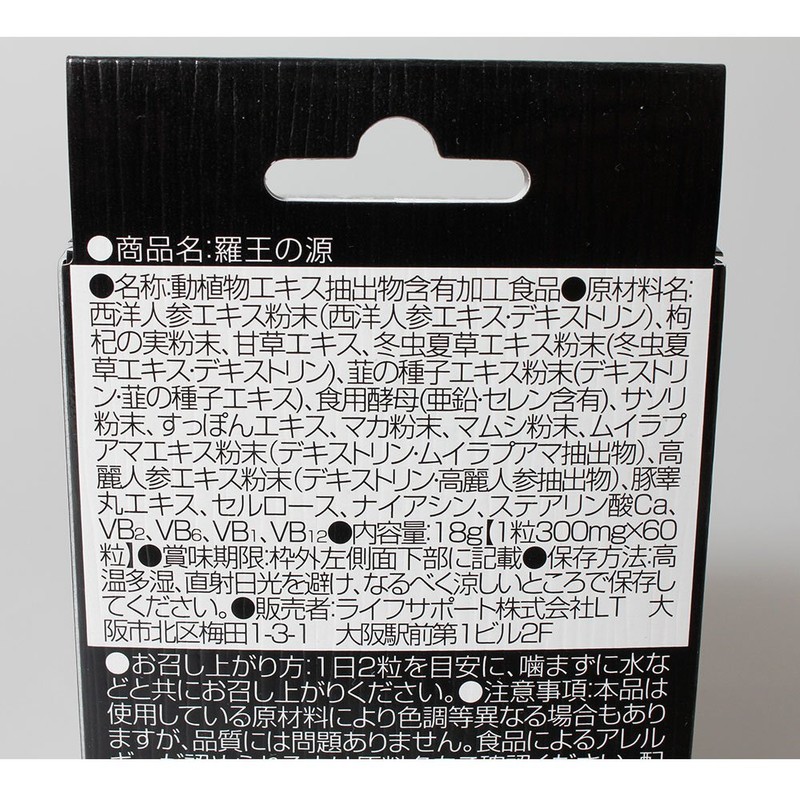 ●商品名:羅王の源
●名称:動植物エキス抽出物含有加工食品●原材料名:
西洋人参エキス粉末(西洋人参エキス・デキストリン)、枸
杞の実粉末、甘草エキス、冬虫夏草エキス粉末(冬虫夏
草エキス・デキストリン)、韮の種子エキス粉末(デキストリ
ン・韮の種子エキス)、食用酵母(亜鉛・セレン含有)、サソリ
粉末、すっぽんエキス、マカ粉末、マムシ粉末、ムイラプ
アマエキス粉末(デキストリン・ムイラプアマ抽出物)、高
麗人参エキス粉末(デキストリン・高麗人参抽出物)、豚睾
丸エキス、セルロース、ナイアシン、ステアリン酸Ca、
VB2、VB6、VB1、VB12●内容量:18g【1粒300mg×60
粒】●賞味期限:枠外左側面下部に記載●保存方法:高
温多湿、直射日光を避け、なるべく涼しいところで保存し
てください。●販売者:ライフサポート株式会社LT 大
阪市北区梅田1-3-1 大阪駅前第1ビル2F
●お召し上がり方:1日2粒を目安に、噛まずに水な
どと共にお召し上がりください。●注意事項:本品は
使用している原材料により色調等異なる場合もあり
ますが、品質には問題ありません。食品によるアレル